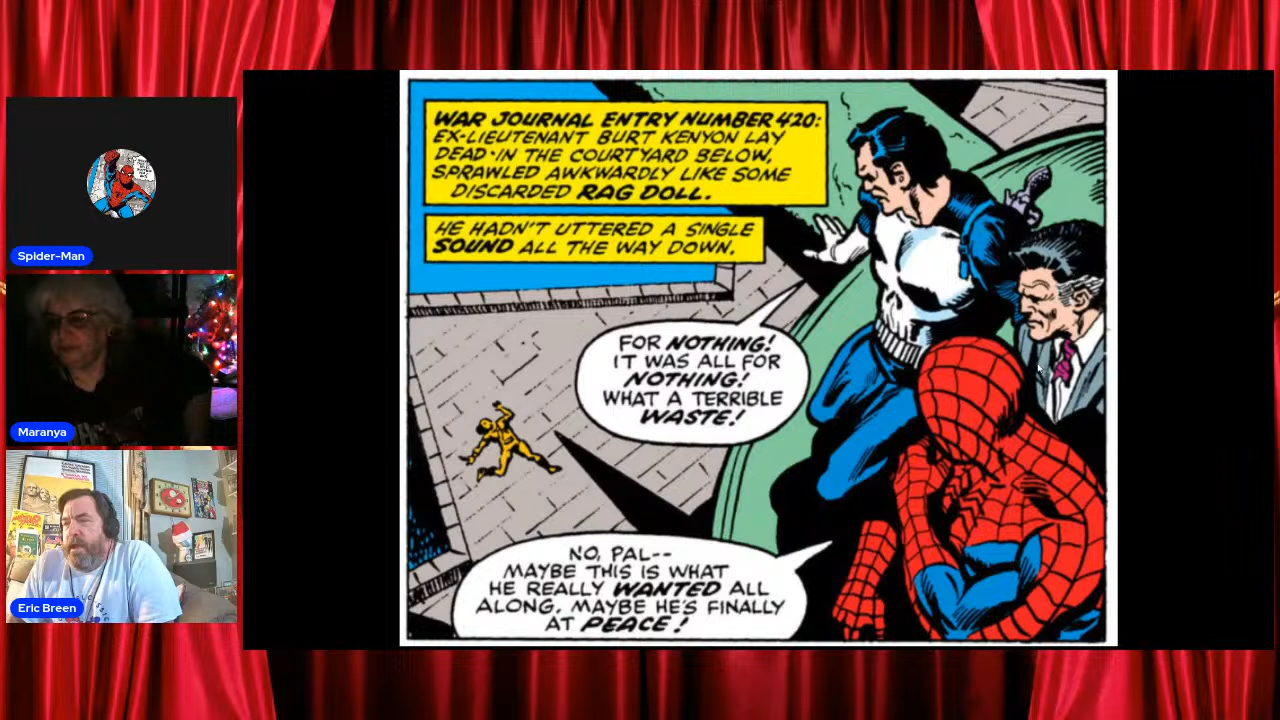 WAR JOURNAL ENTRY NUMBER 420:
EX-LIEUTENANT BURT KENYON LAY
DEAD IN THE COURTYARD BELOW,
SPRAWLED AWKWARDLY LIKE SOME
DISCARDED RAG DOLL.
HE HADN'T UTTERED A SINGLE
SOUND ALL THE WAY DOWN.
FOR NOTHING!
IT WAS ALL FOR
NOTHING!
WHAT A TERRIBLE
WASTE!
NO, PAL--
MAYBE THIS IS WHAT
HE REALLY WANTED ALL
ALONG. MAYBE HE'S FINALLY
AT PEACE!
Spider-Man
Maranya
Eric Breen